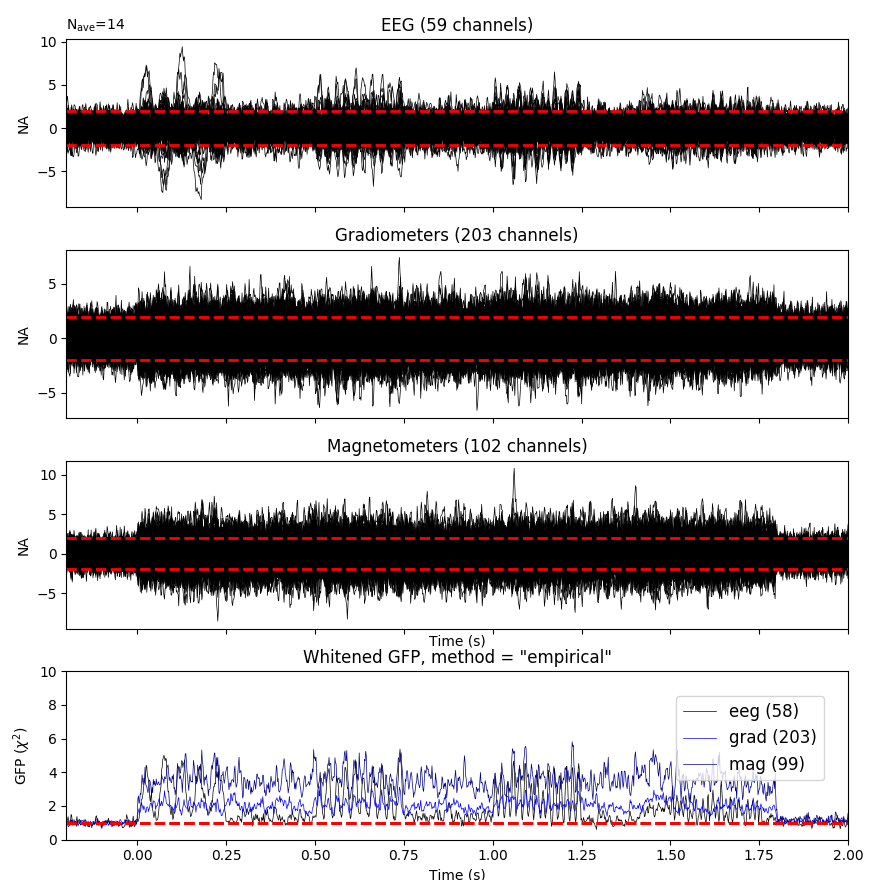 N_ave=14
EEG (59 channels)
10
5
0
−5
NA
Gradiometers (203 channels)
5
0
−5
NA
Magnetometers (102 channels)
10
5
0
−5
NA
Time (s)
Whitened GFP, method = "empirical"
10
8
6
4
2
0
GFP (χ²)
eeg (58)
grad (203)
mag (99)
0.00 0.25 0.50 0.75 1.00 1.25 1.50 1.75 2.00
Time (s)